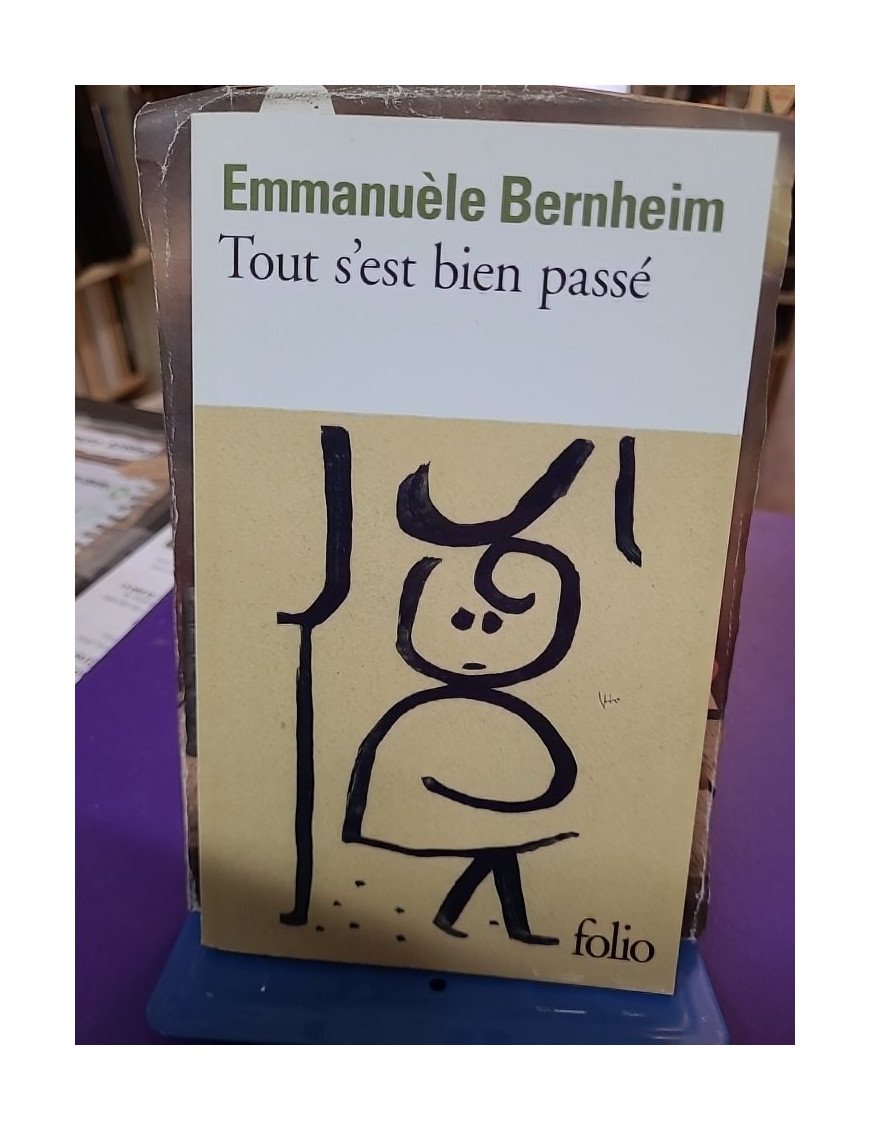 Emmanuèle Bernheim
Tout s'est bien passé
folio